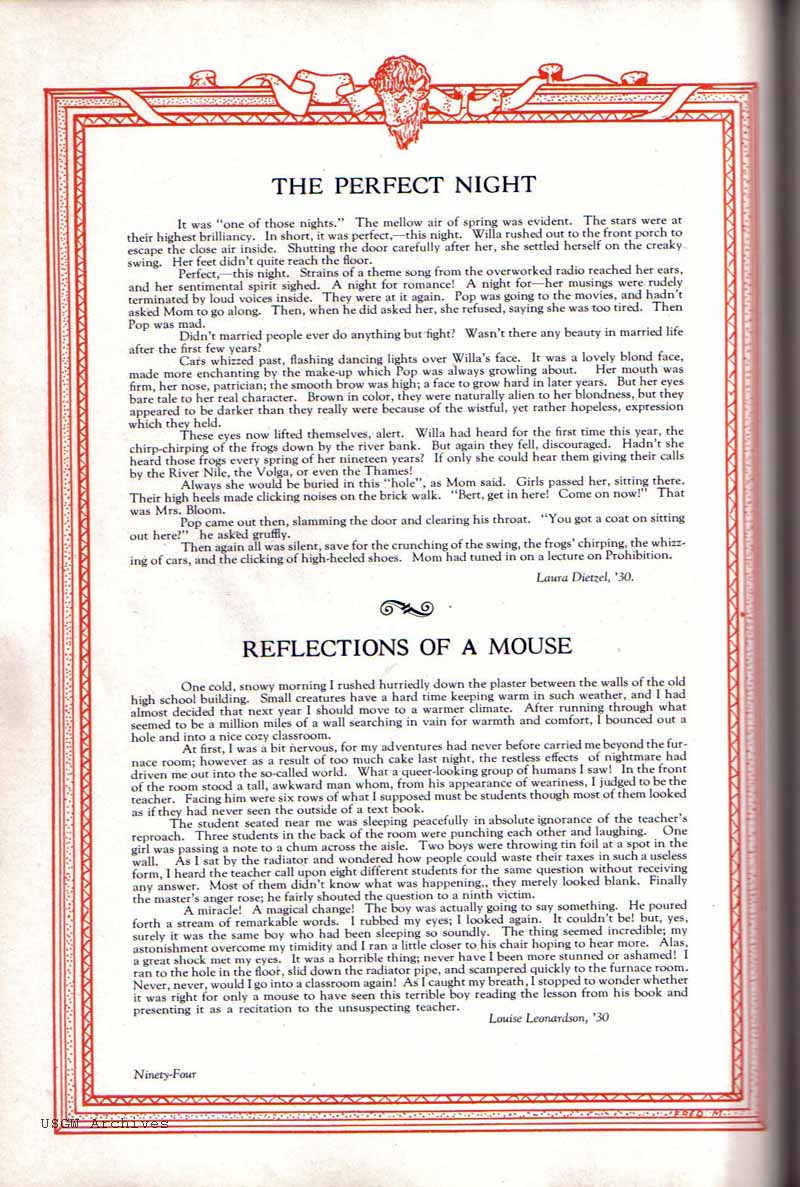 THE PERFECT NIGHT
It was "one of those nights." The mellow air of spring was evident. The stars were at
their highest brilliancy. In short, it was perfect,—this night. Willa rushed out to the front porch to
escape the close air inside. Shutting the door carefully after her, she settled herself on the creaky
swing. Her feet didn't quite reach the floor.
Perfect,—this night. Strains of a theme song from the overworked radio reached her ears,
and her sentimental spirit sighed. A night for romance! A night for—her musings were rudely
terminated by loud voices inside. They were at it again. Pop was going to the movies, and hadn't
asked Mom to go along. Then, when he did asked her, she refused, saying she was too tired. Then
Pop was mad.
Didn't married people ever do anything but fight? Wasn't there any beauty in married life
after the first few years?
Cars whizzed past, flashing dancing lights over Willa's face. It was a lovely blond face,
made more enchanting by the make-up which Pop was always growling about. Her mouth was
firm, her nose, patrician; the smooth brow was high; a face to grow hard in later years. But her eyes
bare tale to her real character. Brown in color, they were naturally alien to her blondness, but they
appeared to be darker than they really were because of the wistful, yet rather hopeless, expression
which they held.
These eyes now lifted themselves, alert. Willa had heard for the first time this year, the
chirp-chirping of the frogs down by the river bank. But again they fell, discouraged. Hadn't she
heard those frogs every spring of her nineteen years? If only she could hear them giving their calls
by the River Nile, the Volga, or even the Thames!
Always she would be buried in this "hole", as Mom said. Girls passed her, sitting there.
Their high heels made clicking noises on the brick walk. "Bert, get in here! Come on now!" That
was Mrs. Bloom.
Pop came out then, slamming the door and clearing his throat. "You got a coat on sitting
out here?" he asked gruffly.
Then again all was silent, save for the crunching of the swing, the frogs' chirping, the whizz-
ing of cars, and the clicking of high-heeled shoes. Mom had tuned in on a lecture on Prohibition.
Laura Dietzel, '30.
REFLECTIONS OF A MOUSE
One cold, snowy morning I rushed hurriedly down the plaster between the walls of the old
high school building. Small creatures have a hard time keeping warm in such weather, and I had
almost decided that next year I should move to a warmer climate. After running through what
seemed to be a million miles of a wall searching in vain for warmth and comfort, I bounced out a
hole and into a nice cozy classroom.
At first, I was a bit nervous, for my adventures had never before carried me beyond the fur-
nace room; however as a result of too much cake last night, the restless effects of nightmare had
driven me out into the so-called world. What a queer-looking group of humans I saw! In the front
of the room stood a tall, awkward man whom, from his appearance of weariness, I judged to be the
teacher. Facing him were six rows of what I supposed must be students though most of them looked
as if they had never seen the outside of a text book.
The student seated near me was sleeping peacefully in absolute ignorance of the teacher's
reproach. Three students in the back of the room were punching each other and laughing. One
girl was passing a note to a chum across the aisle. Two boys were throwing tin foil at a spot in the
wall. As I sat by the radiator and wondered how people could waste their taxes in such a useless
form, I heard the teacher call upon eight different students for the same question without receiving
any answer. Most of them didn't know what was happening,, they merely looked blank. Finally
the master's anger rose; he fairly shouted the question to a ninth victim.
A miracle! A magical change! The boy was actually going to say something. He poured
forth a stream of remarkable words. I rubbed my eyes; I looked again. It couldn't be! but, yes,
surely it was the same boy who had been sleeping so soundly. The thing seemed incredible; my
astonishment overcome my timidity and I ran a little closer to his chair hoping to hear more. Alas,
a great shock met my eyes. It was a horrible thing; never have I been more stunned or ashamed! I
ran to the hole in the floor, slid down the radiator pipe, and scampered quickly to the furnace room.
Never, never, would I go into a classroom again! As I caught my breath, I stopped to wonder whether
it was right for only a mouse to have seen this terrible boy reading the lesson from his book and
presenting it as a recitation to the unsuspecting teacher.
Louise Leonardson, '30
Ninety-Four
FRED M.
USGW Archives